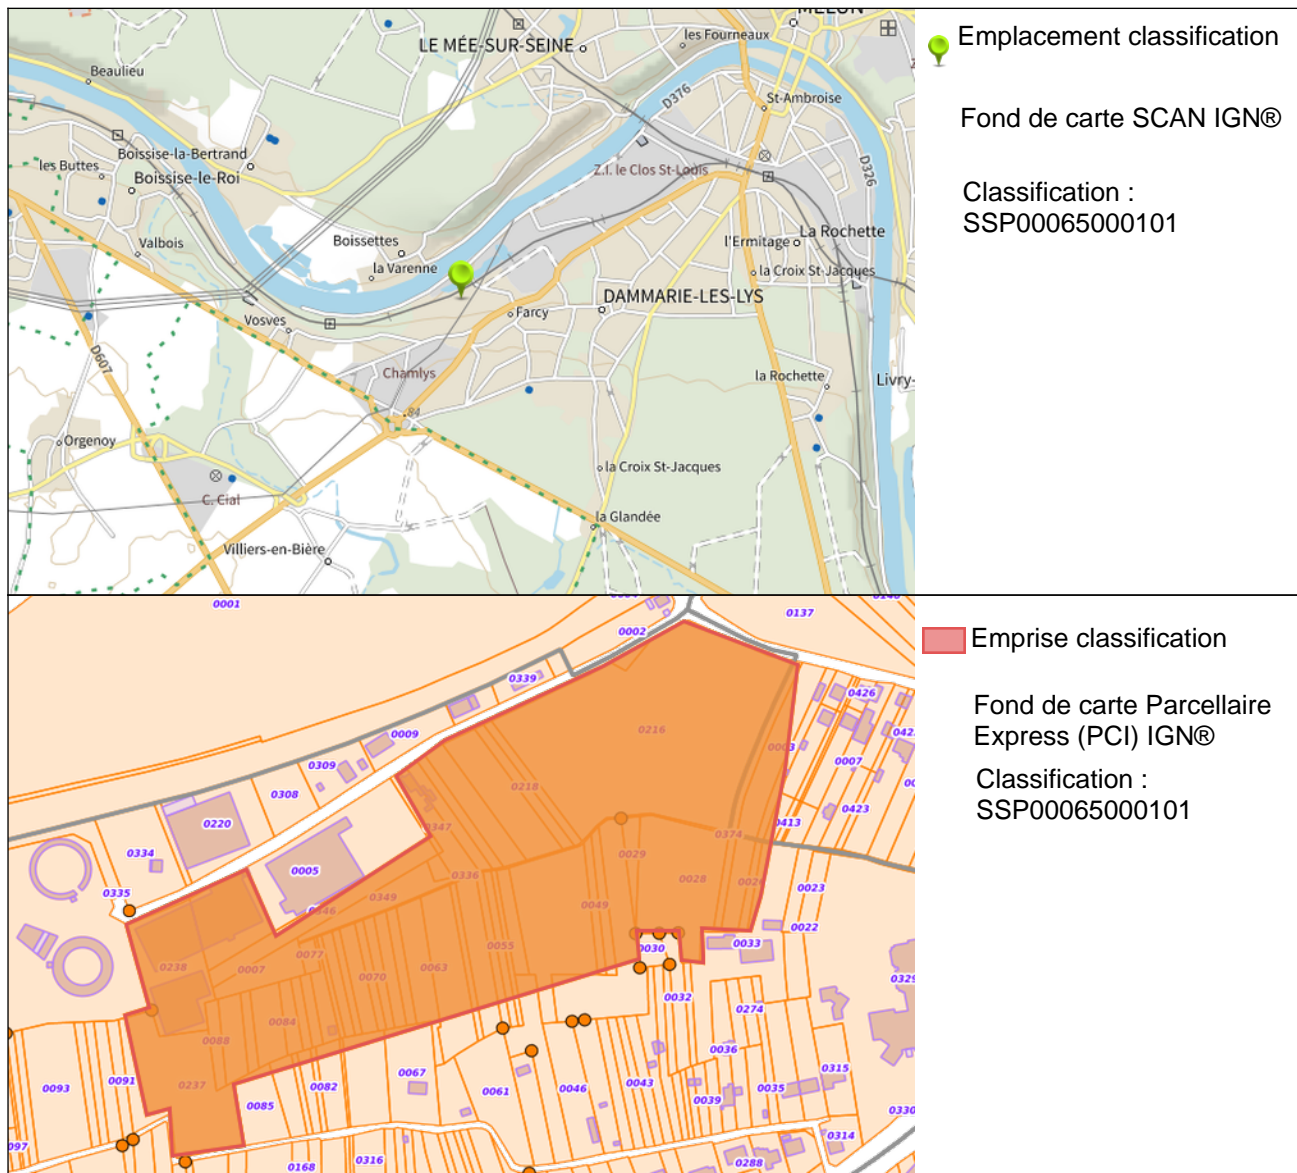 MELUN
LE MÉE-SUR-SEINE
les Fourneaux
Beaulieu
D376
St-Ambroise
Boissise-la-Bertrand
les Buttes
Boissise-le-Roi
Z.I. le Clos St-Louis
D326
Valbois
Boissettes
l'Ermitage
La Rochette
la Varenne
la Croix St-Jacques
DAMMARIE-LES-LYS
Vosves
Farcy
D607
Chamlys
la Rochette
Livry-
84
Orgenoy
la Croix St-Jacques
C. Cial
la Glandée
Villiers-en-Bière
Emplacement classification
Fond de carte SCAN IGN®
Classification :
SSP00065000101
0001
0002
0137
0339
0426
0009
0216
0003
0309
0007
0308
0218
0423
0220
0347
0413
0374
0334
0005
0336
0029
0028
0335
0349
0346
0049
0023
0022
0055
0030
0033
0077
0238
0007
0070
0063
0329
0032
0274
0084
0088
0036
0067
0315
0093
0091
0237
0082
0061
0046
0043
0035
0039
0085
0330
0097
0314
0168
0316
0288
Emprise classification
Fond de carte Parcellaire
Express (PCI) IGN®
Classification :
SSP00065000101